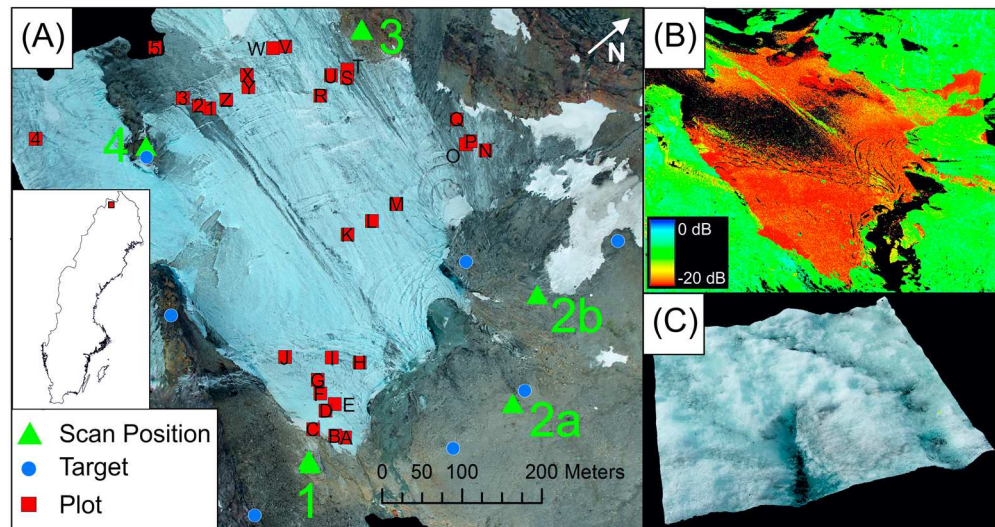 (A)
5
W V
3
N
T
X
U S
Y
R
3 2 1 Z
Q
4
4
P
O
N
M
L
K
2b
J I H
G
F
E
D
2a
C
B A
1
Scan Position
Target
Plot
0 50 100 200 Meters
(B)
0 dB
-20 dB
(C)